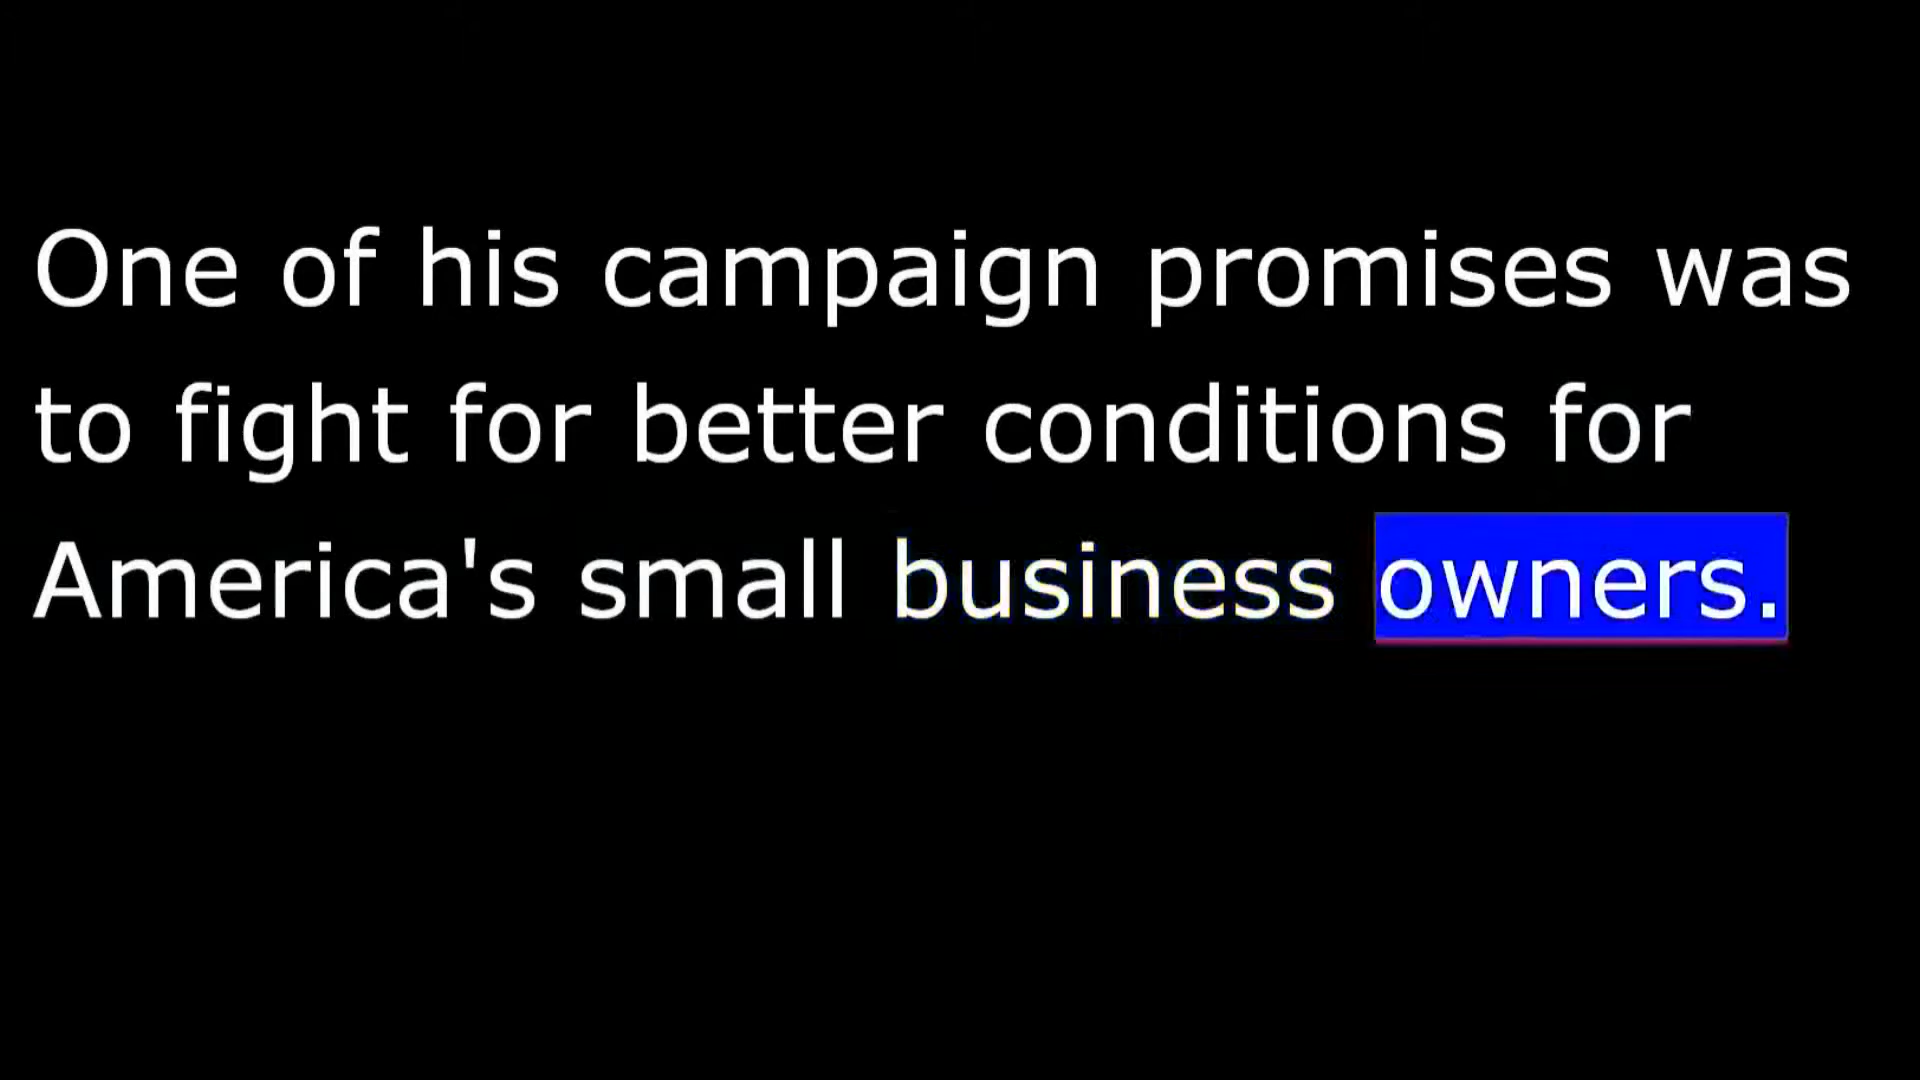 One of his campaign promises was
to fight for better conditions for
America's small business owners.